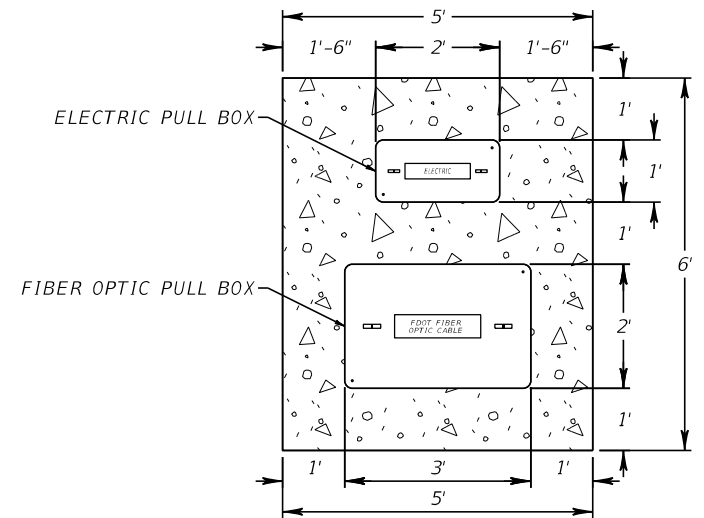 5'
1'-6" 2' 1'-6"
1'
ELECTRIC PULL BOX
ELECTRIC
1'
1'
6'
FIBER OPTIC PULL BOX
FDOT FIBER
OPTIC CABLE
2'
1'
1' 3' 1'
5'